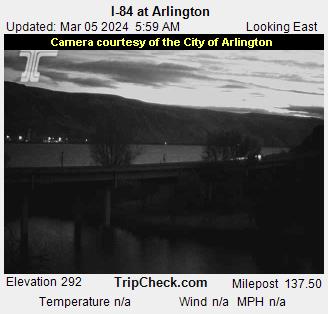 I-84 at Arlington
Updated: Mar 05 2024 5:59 AM Looking East
Camera courtesy of the City of Arlington
Elevation 292 TripCheck.com Milepost 137.50
Temperature n/a Wind n/a MPH n/a